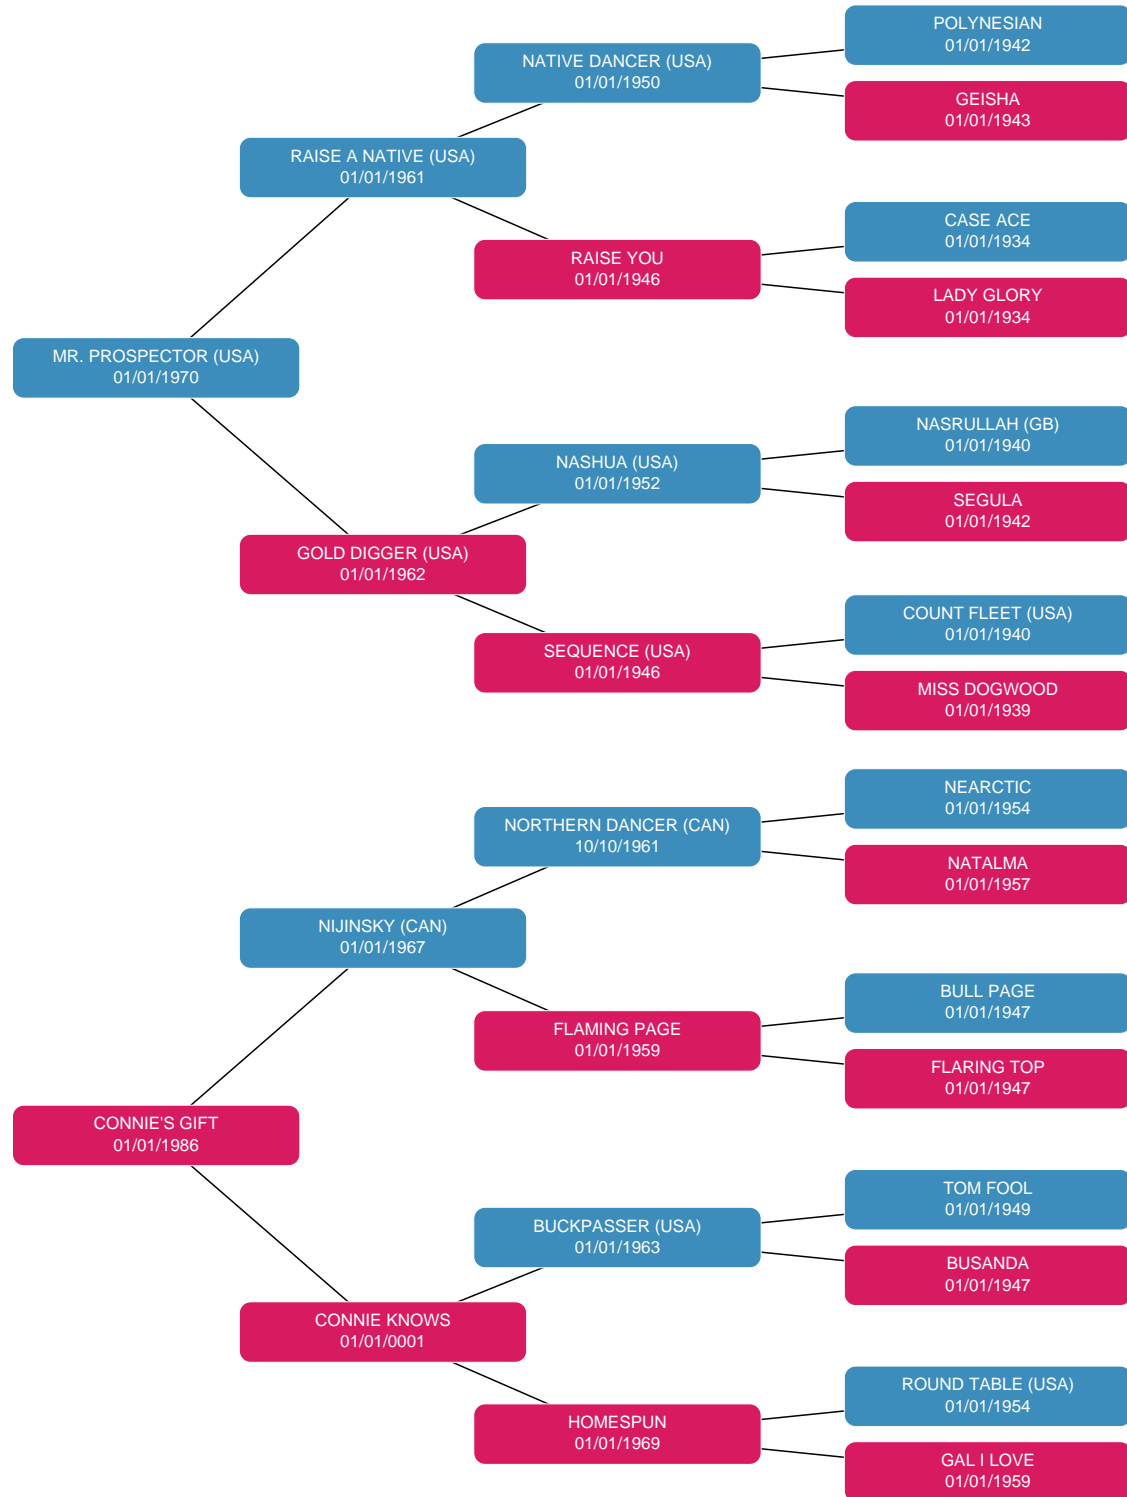 POLYNESIAN
01/01/1942
NATIVE DANCER (USA)
01/01/1950
GEISHA
01/01/1943
RAISE A NATIVE (USA)
01/01/1961
CASE ACE
01/01/1934
RAISE YOU
01/01/1946
LADY GLORY
01/01/1934
MR. PROSPECTOR (USA)
01/01/1970
NASRULLAH (GB)
01/01/1940
NASHUA (USA)
01/01/1952
SEGULA
01/01/1942
GOLD DIGGER (USA)
01/01/1962
COUNT FLEET (USA)
01/01/1940
SEQUENCE (USA)
01/01/1946
MISS DOGWOOD
01/01/1939
NEARCTIC
01/01/1954
NORTHERN DANCER (CAN)
10/10/1961
NATALMA
01/01/1957
NIJINSKY (CAN)
01/01/1967
BULL PAGE
01/01/1947
FLAMING PAGE
01/01/1959
FLARING TOP
01/01/1947
CONNIE'S GIFT
01/01/1986
TOM FOOL
01/01/1949
BUCKPASSER (USA)
01/01/1963
BUSANDA
01/01/1947
CONNIE KNOWS
01/01/0001
ROUND TABLE (USA)
01/01/1954
HOMESPUN
01/01/1969
GAL I LOVE
01/01/1959